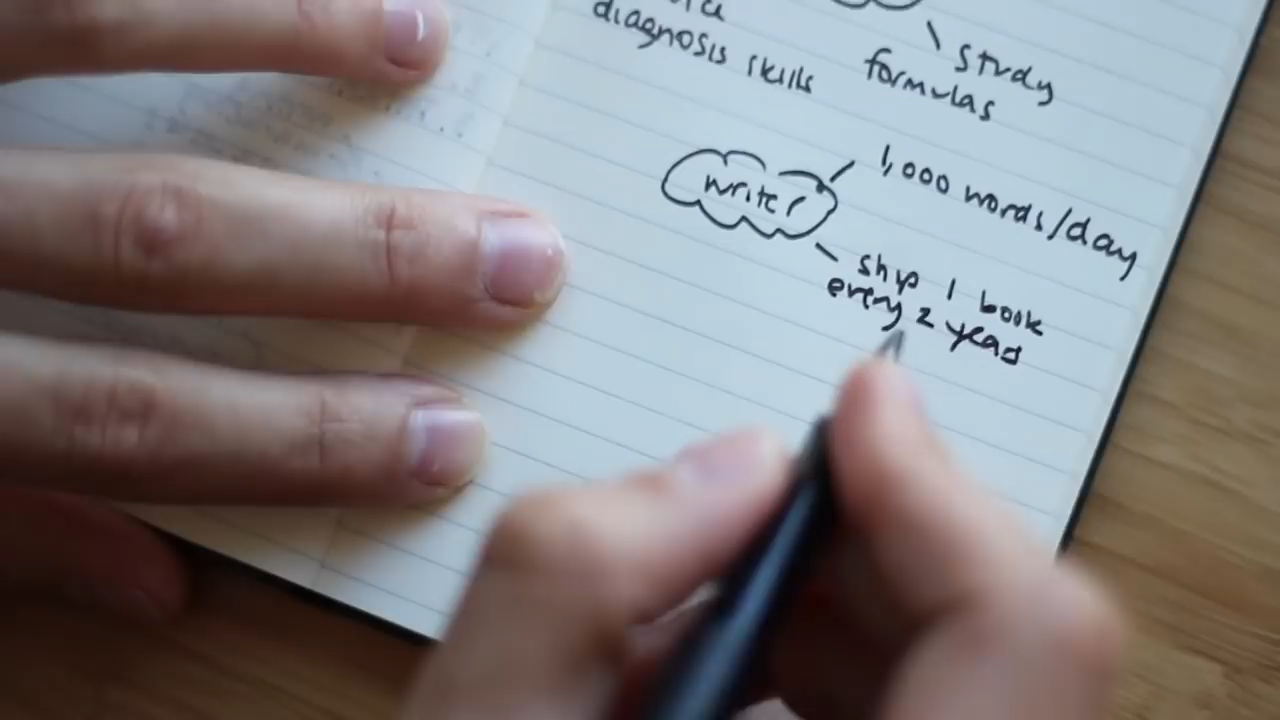 diagnosis skills
study
formulas
writer
1,000 words/day
ship 1 book
every 2 years